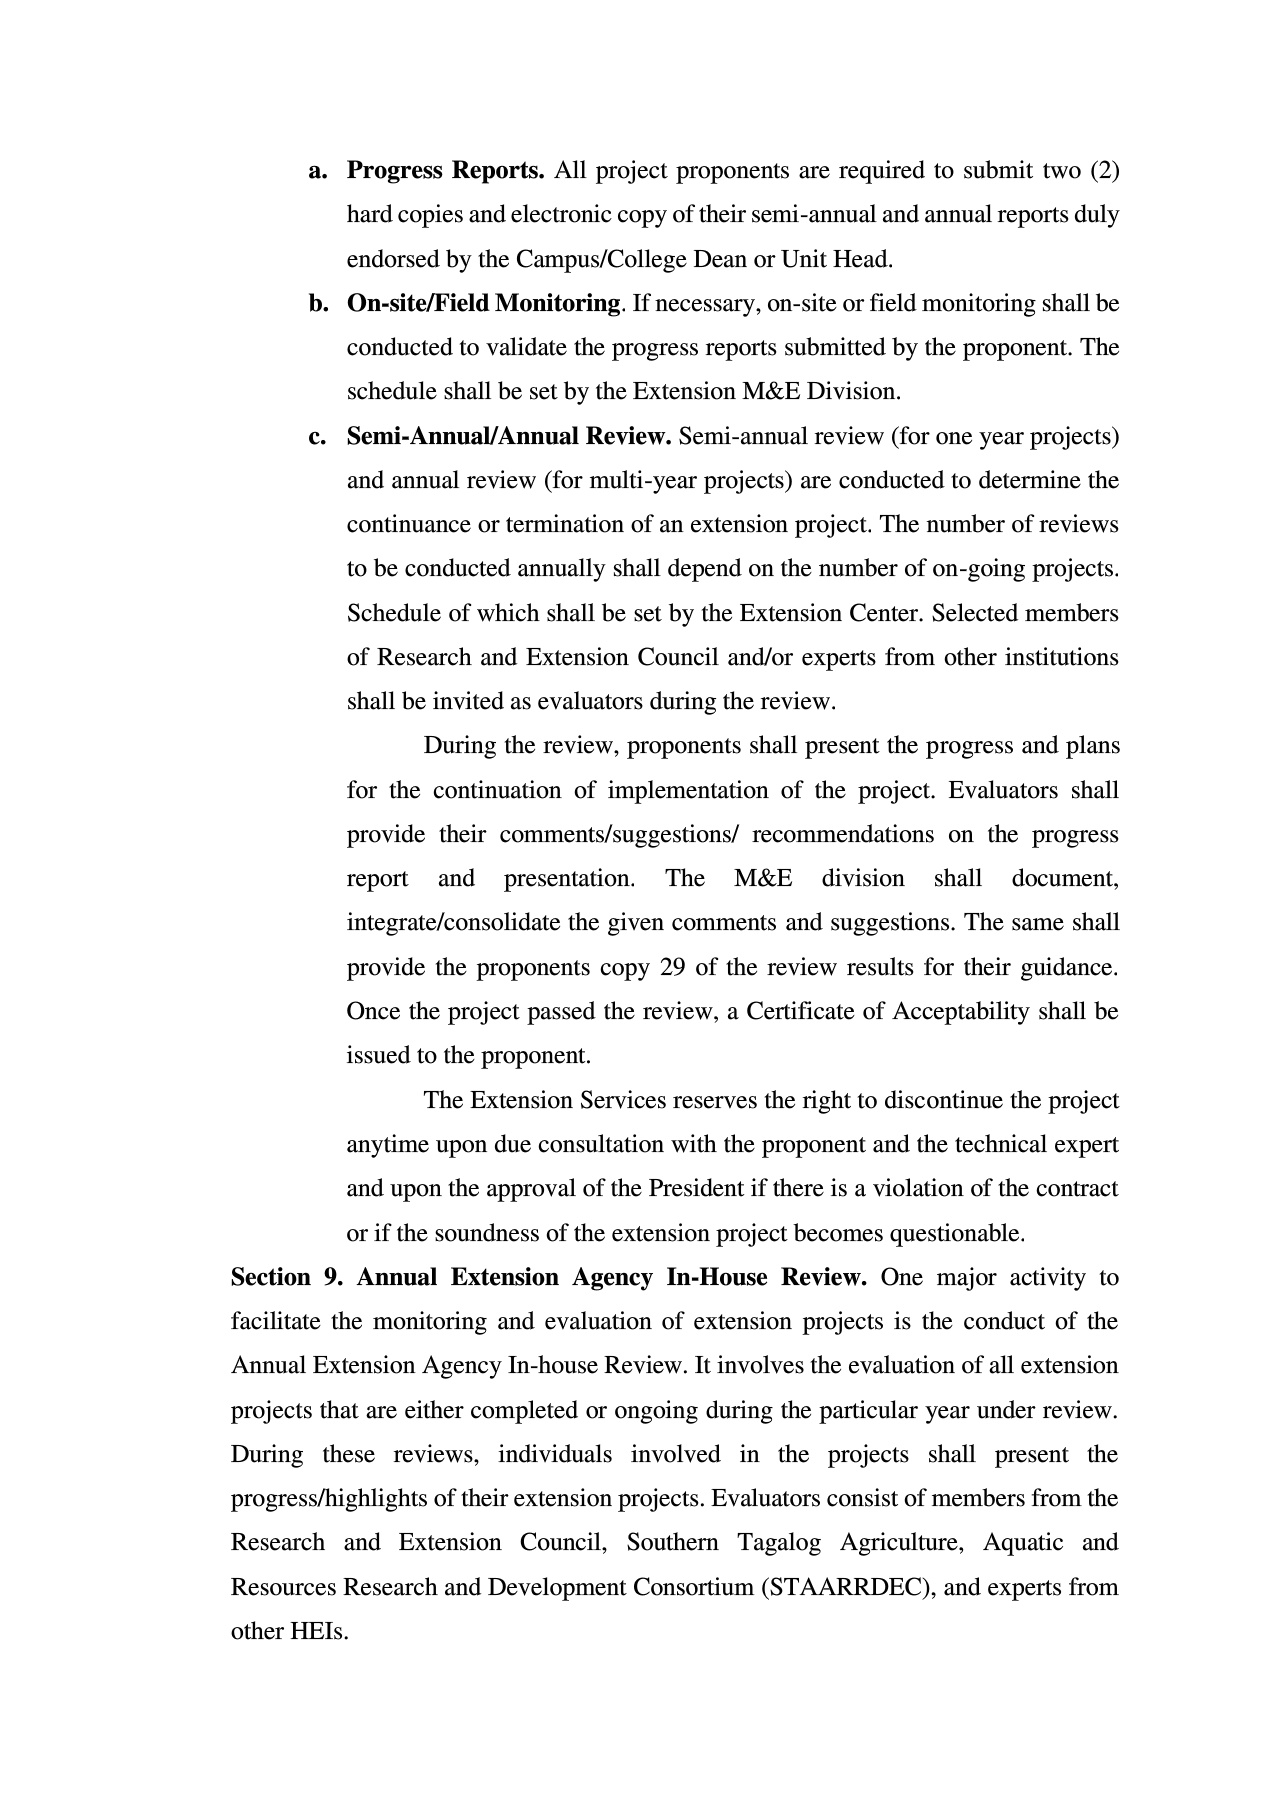 a. Progress Reports. All project proponents are required to submit two (2)
hard copies and electronic copy of their semi-annual and annual reports duly
endorsed by the Campus/College Dean or Unit Head.
b. On-site/Field Monitoring. If necessary, on-site or field monitoring shall be
conducted to validate the progress reports submitted by the proponent. The
schedule shall be set by the Extension M&E Division.
c. Semi-Annual/Annual Review. Semi-annual review (for one year projects)
and annual review (for multi-year projects) are conducted to determine the
continuance or termination of an extension project. The number of reviews
to be conducted annually shall depend on the number of on-going projects.
Schedule of which shall be set by the Extension Center. Selected members
of Research and Extension Council and/or experts from other institutions
shall be invited as evaluators during the review.
During the review, proponents shall present the progress and plans
for the continuation of implementation of the project. Evaluators shall
provide their comments/suggestions/ recommendations on the progress
report and presentation. The M&E division shall document,
integrate/consolidate the given comments and suggestions. The same shall
provide the proponents copy 29 of the review results for their guidance.
Once the project passed the review, a Certificate of Acceptability shall be
issued to the proponent.
The Extension Services reserves the right to discontinue the project
anytime upon due consultation with the proponent and the technical expert
and upon the approval of the President if there is a violation of the contract
or if the soundness of the extension project becomes questionable.
Section 9. Annual Extension Agency In-House Review. One major activity to
facilitate the monitoring and evaluation of extension projects is the conduct of the
Annual Extension Agency In-house Review. It involves the evaluation of all extension
projects that are either completed or ongoing during the particular year under review.
During these reviews, individuals involved in the projects shall present the
progress/highlights of their extension projects. Evaluators consist of members from the
Research and Extension Council, Southern Tagalog Agriculture, Aquatic and
Resources Research and Development Consortium (STAARRDEC), and experts from
other HEIs.